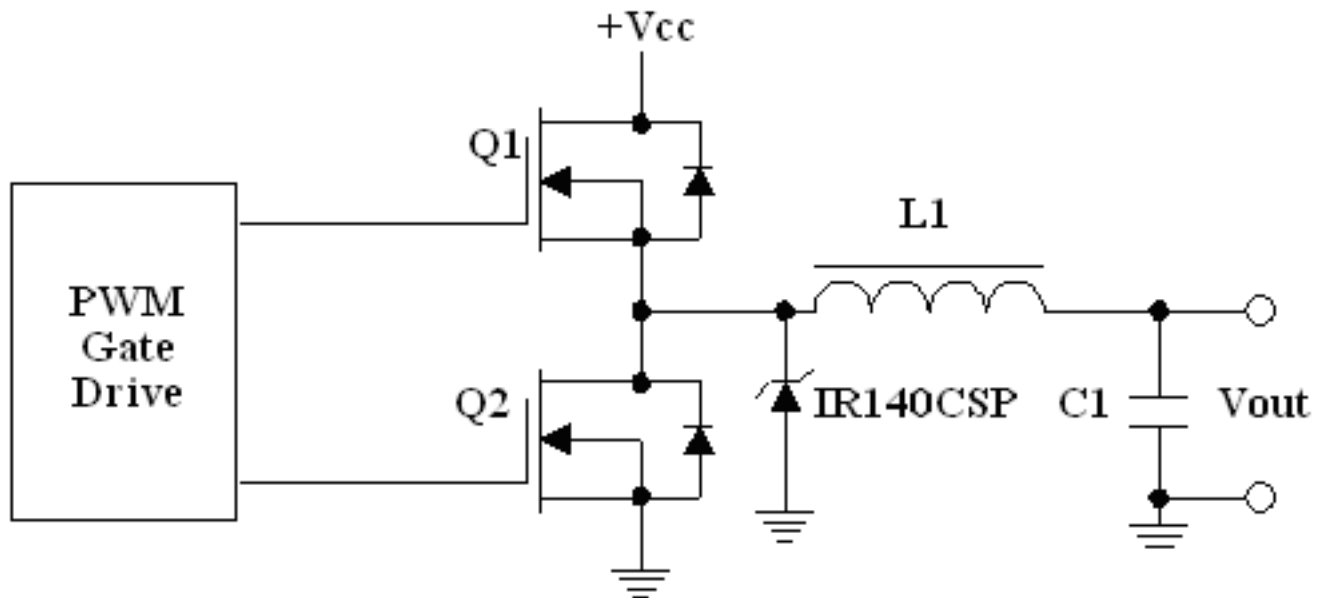 +Vcc
Q1
L1
PWM
Gate
Drive
Q2
IR140CSP
C1
Vout